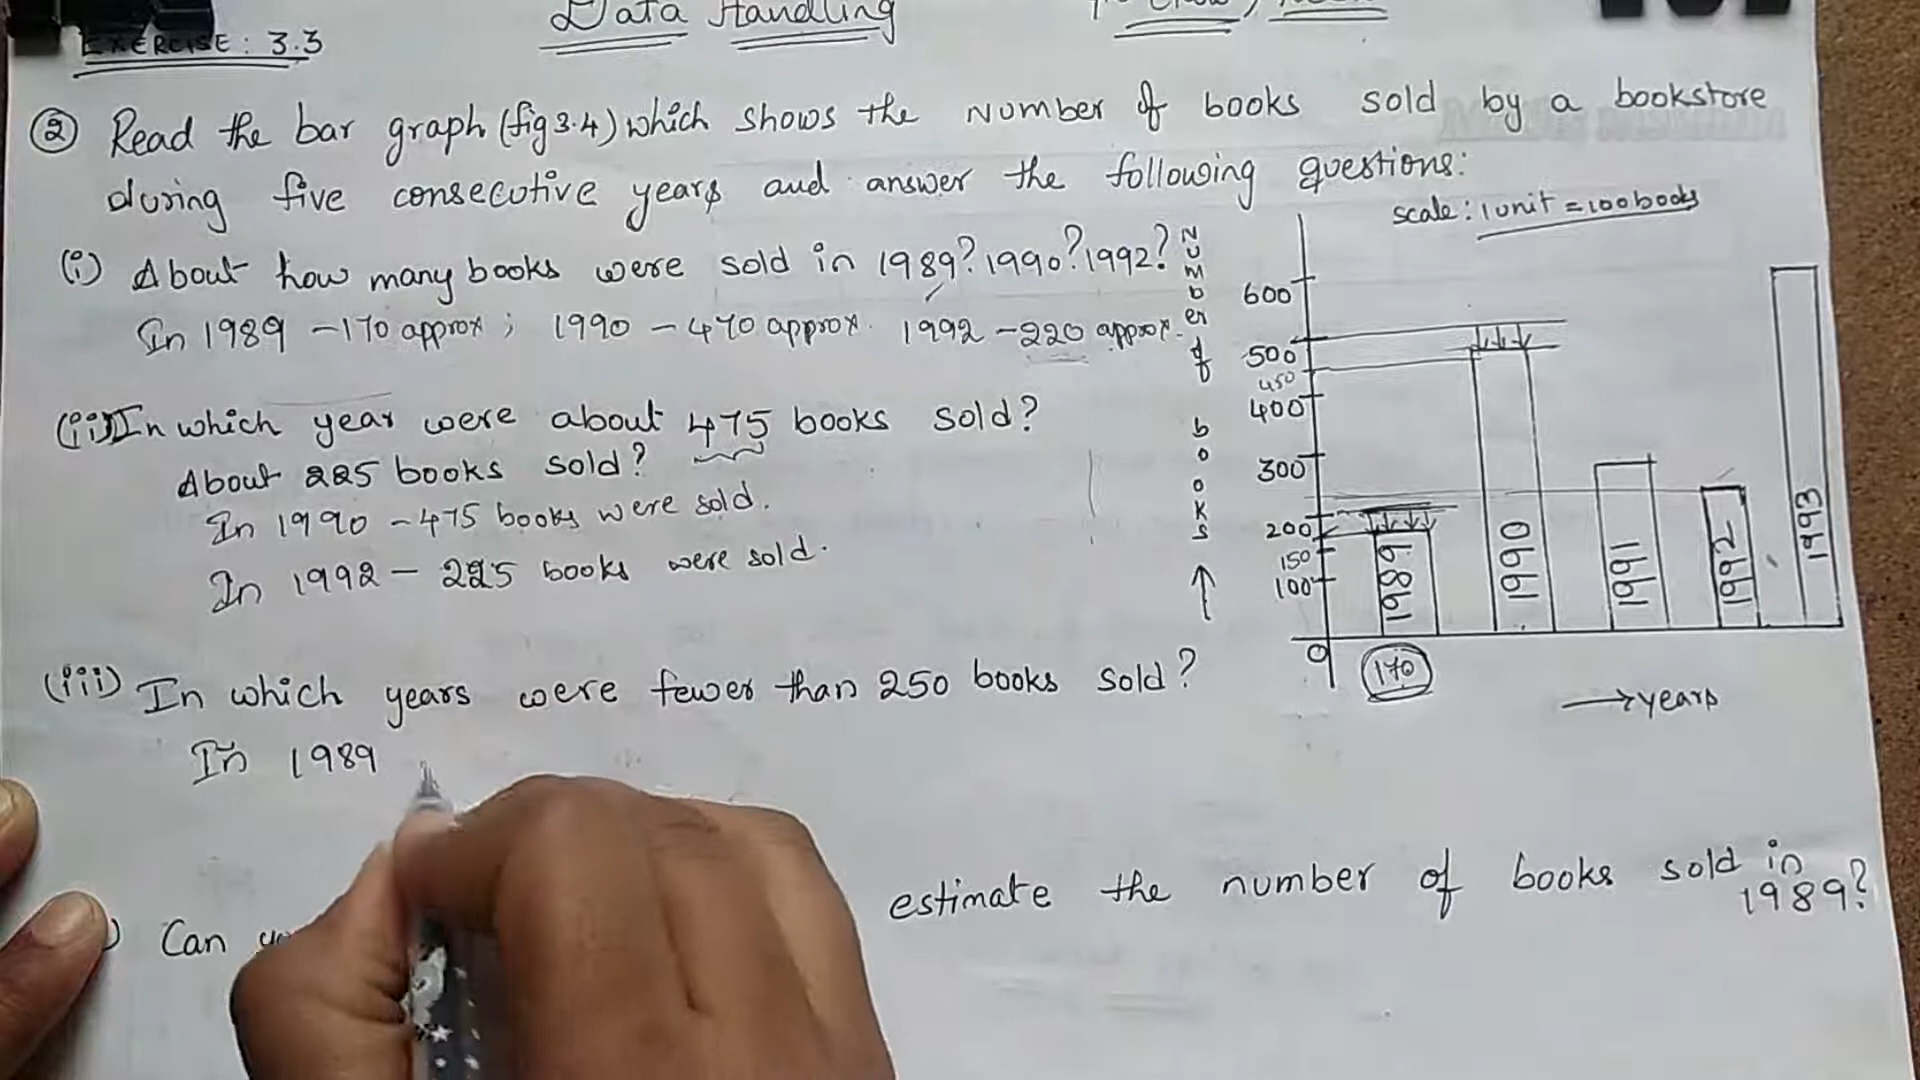 Data Handling
EXERCISE: 3.3
② Read the bar graph (fig 3.4) which shows the Number of books sold by a bookstore
during five consecutive years and answer the following questions:
(i) About how many books were sold in 1989? 1990? 1992?
In 1989 - 170 approx ; 1990 - 470 approx. 1992 - 220 approx.
(ii) In which year were about 475 books sold?
About 225 books sold?
In 1990 - 475 books were sold.
In 1992 - 225 books were sold.
(iii) In which years were fewer than 250 books sold?
In 1989
) Can estimate the number of books sold in
1989?
scale: 1 unit = 100 books
Number of books
600
500
450
400
300
200
150
100
0
1989
1990
1991
1992
1993
170
→ years